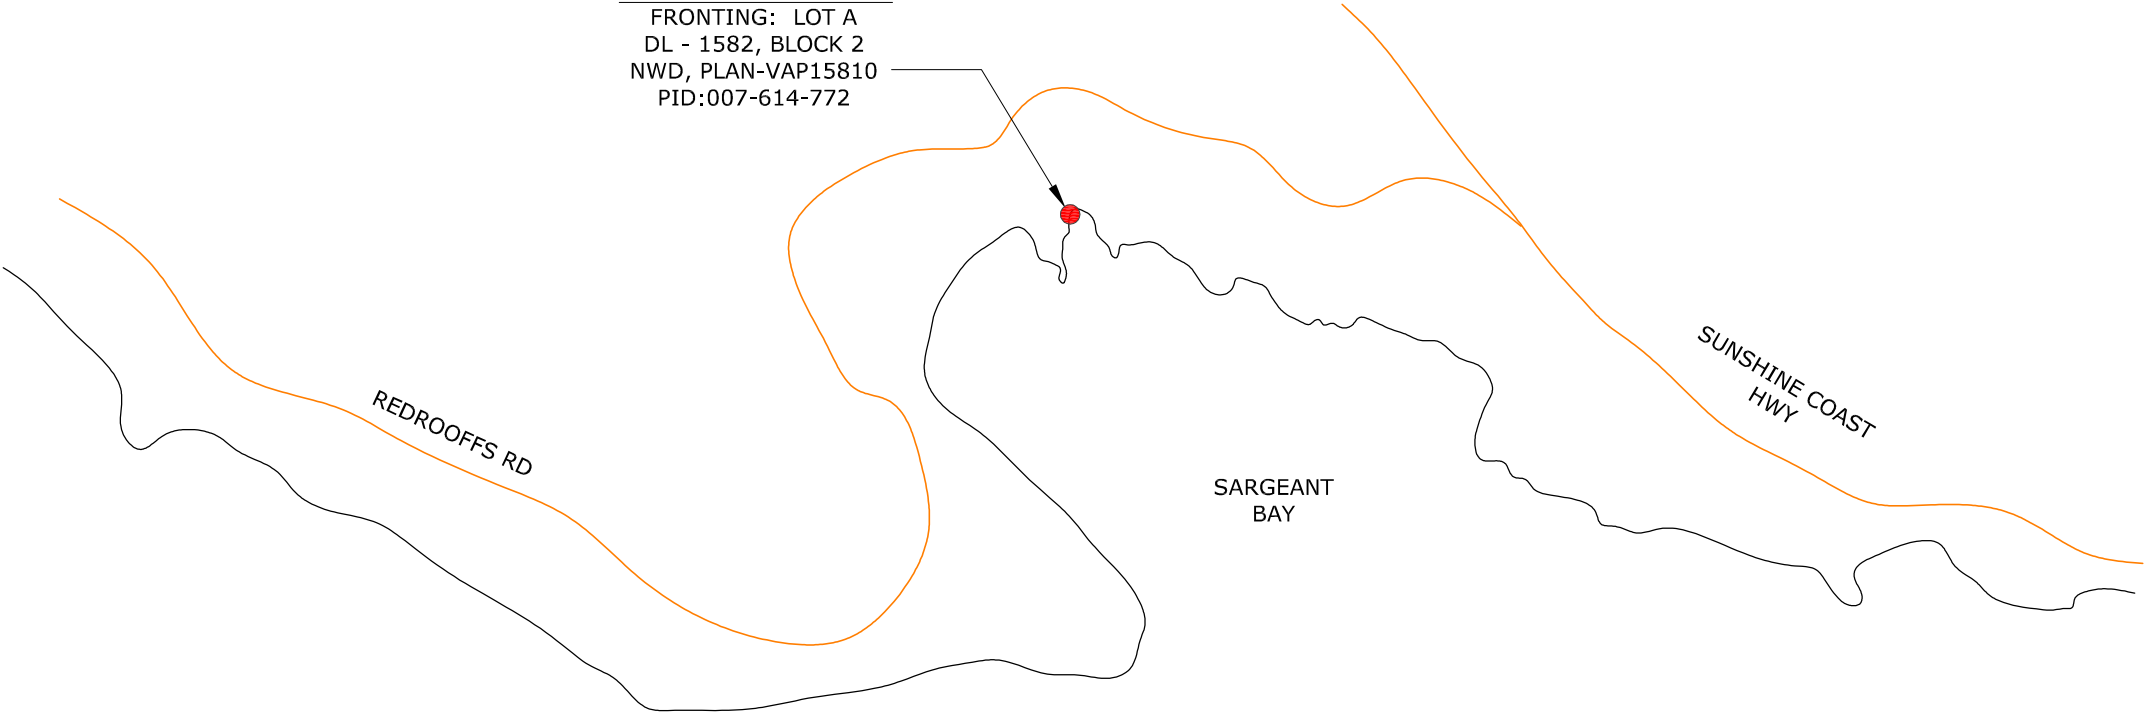 FRONTING: LOT A
DL - 1582, BLOCK 2
NWD, PLAN-VAP15810
PID:007-614-772
SUNSHINE COAST
HWY
REDROOFFS RD
SARGEANT
BAY